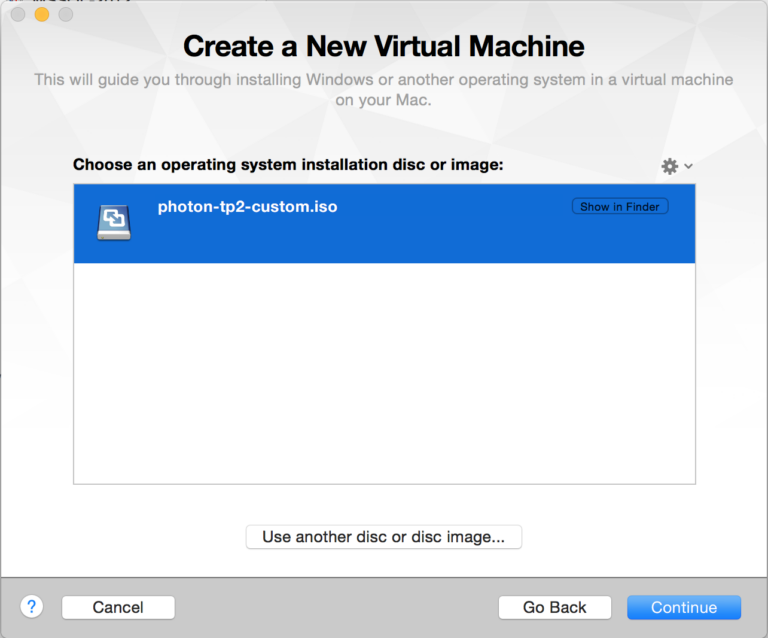 Create a New Virtual Machine
This will guide you through installing Windows or another operating system in a virtual machine
on your Mac.
Choose an operating system installation disc or image:
photon-tp2-custom.iso
Show in Finder
Use another disc or disc image...
?
Cancel
Go Back
Continue